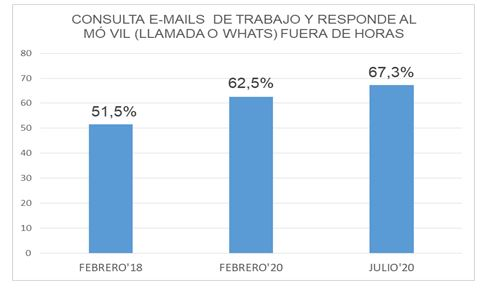 CONSULTA E-MAILS DE TRABAJO Y RESPONDE AL
MÓ VIL (LLAMADA O WHATS) FUERA DE HORAS
80
70
60
50
40
30
20
10
0
51,5%
62,5%
67,3%
FEBRERO'18
FEBRERO'20
JULIO'20